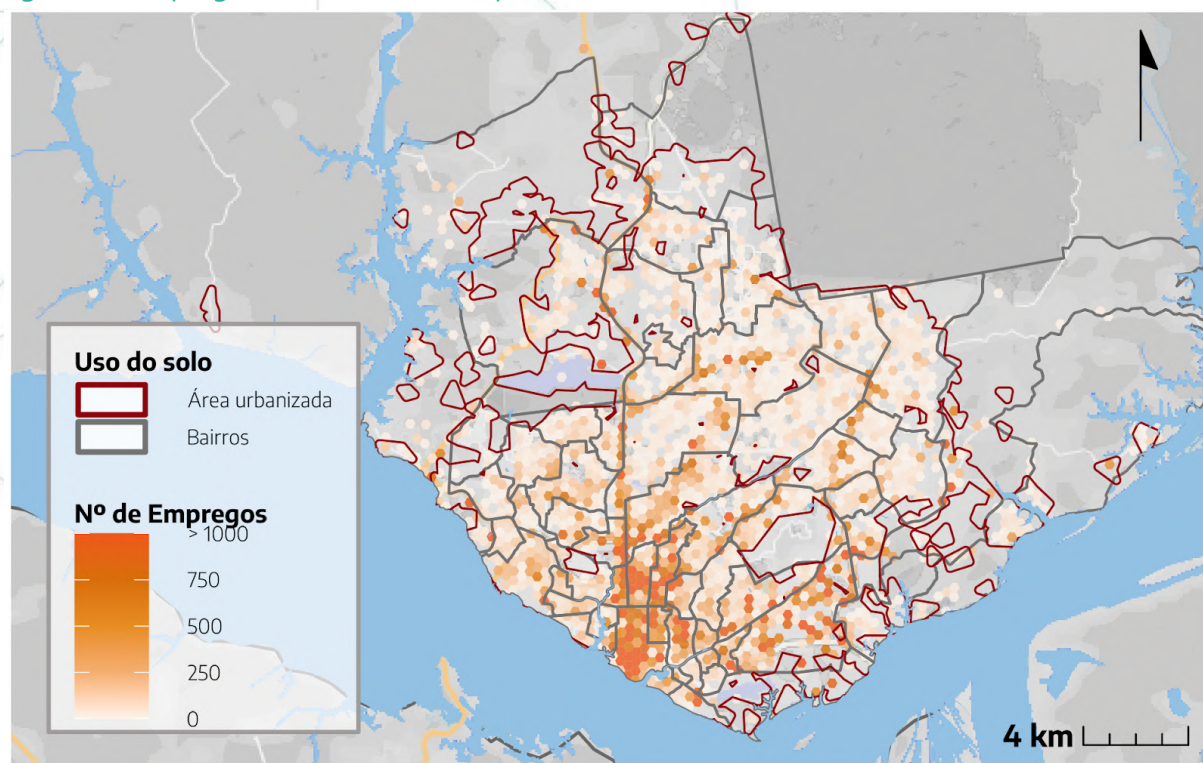 Uso do solo
Área urbanizada
Bairros
Nº de Empregos
> 1000
750
500
250
0
4 km